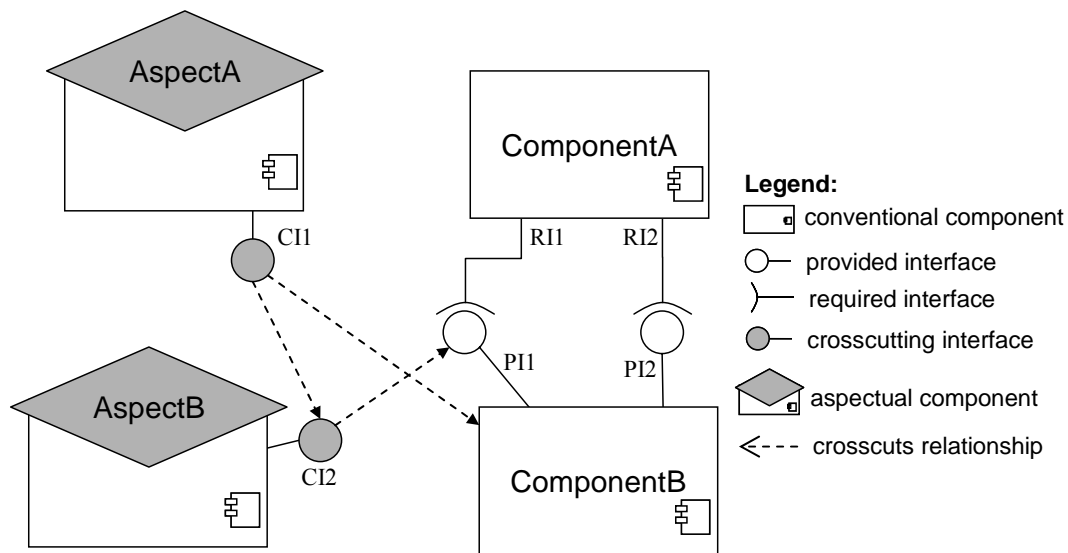 AspectA
CI1
AspectB
CI2
ComponentA
RI1
RI2
PI1
PI2
ComponentB
Legend:
conventional component
provided interface
required interface
crosscutting interface
aspectual component
crosscuts relationship